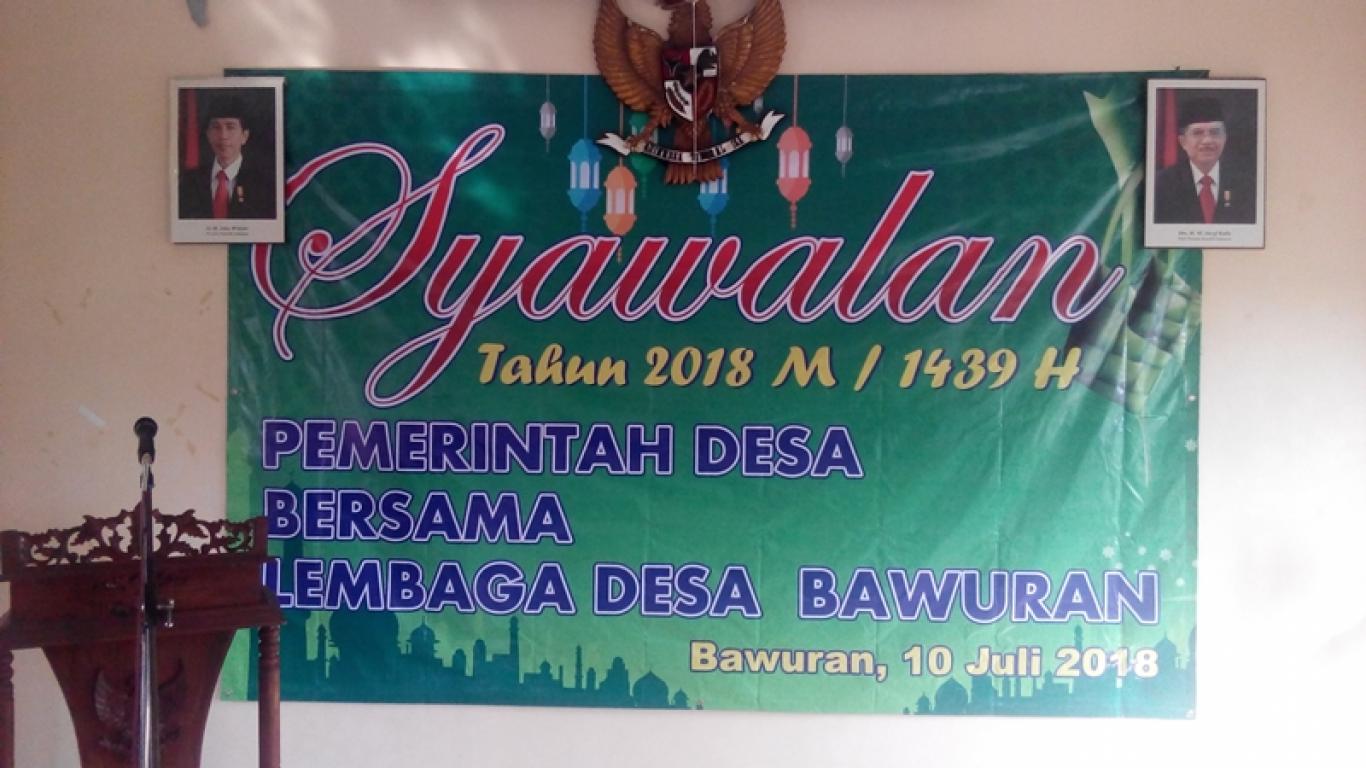 Syawalan
Tahun 2018 M / 1439 H
PEMERINTAH DESA
BERSAMA
LEMBAGA DESA BAWURAN
Bawuran, 10 Juli 2018